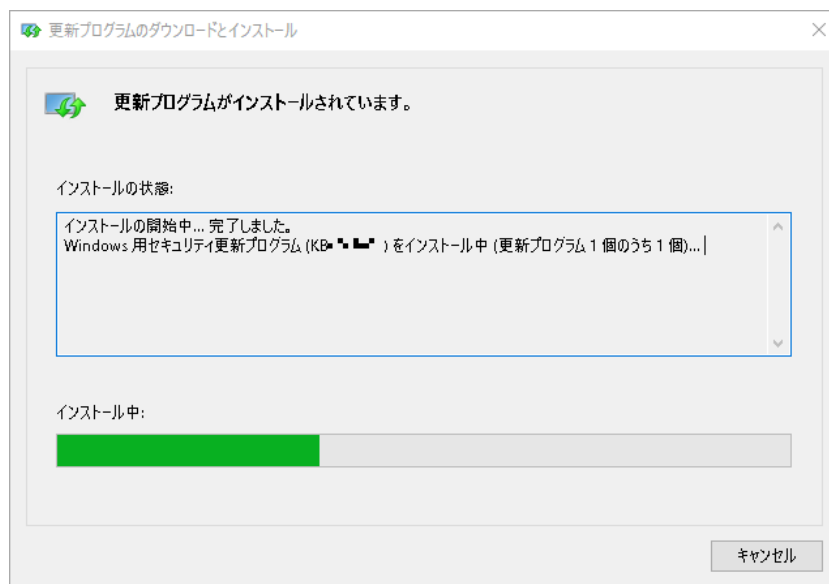 更新プログラムのダウンロードとインストール
更新プログラムがインストールされています。
インストールの状態:
インストールの開始中... 完了しました。
Windows 用セキュリティ更新プログラム (KB ) をインストール中 (更新プログラム 1 個のうち 1 個)...
インストール中:
キャンセル